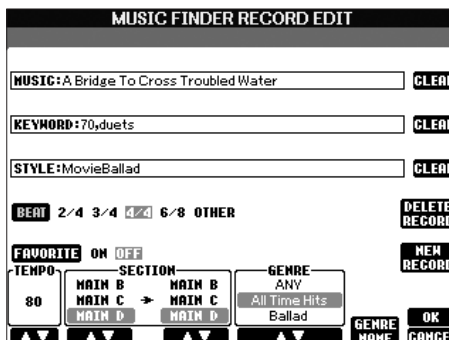 MUSIC FINDER RECORD EDIT
MUSIC:A Bridge To Cross Troubled Water
CLEAR
KEYWORD:70,duets
CLEAR
STYLE:MovieBallad
CLEAR
BEAT 2/4 3/4 4/4 6/8 OTHER
DELETE RECORD
FAVORITE ON OFF
NEW RECORD
TEMPO SECTION GENRE
MAIN B MAIN B ANY
80 MAIN C → MAIN C All Time Hits
MAIN D MAIN D Ballad
GENRE NAME
OK
CANCEL